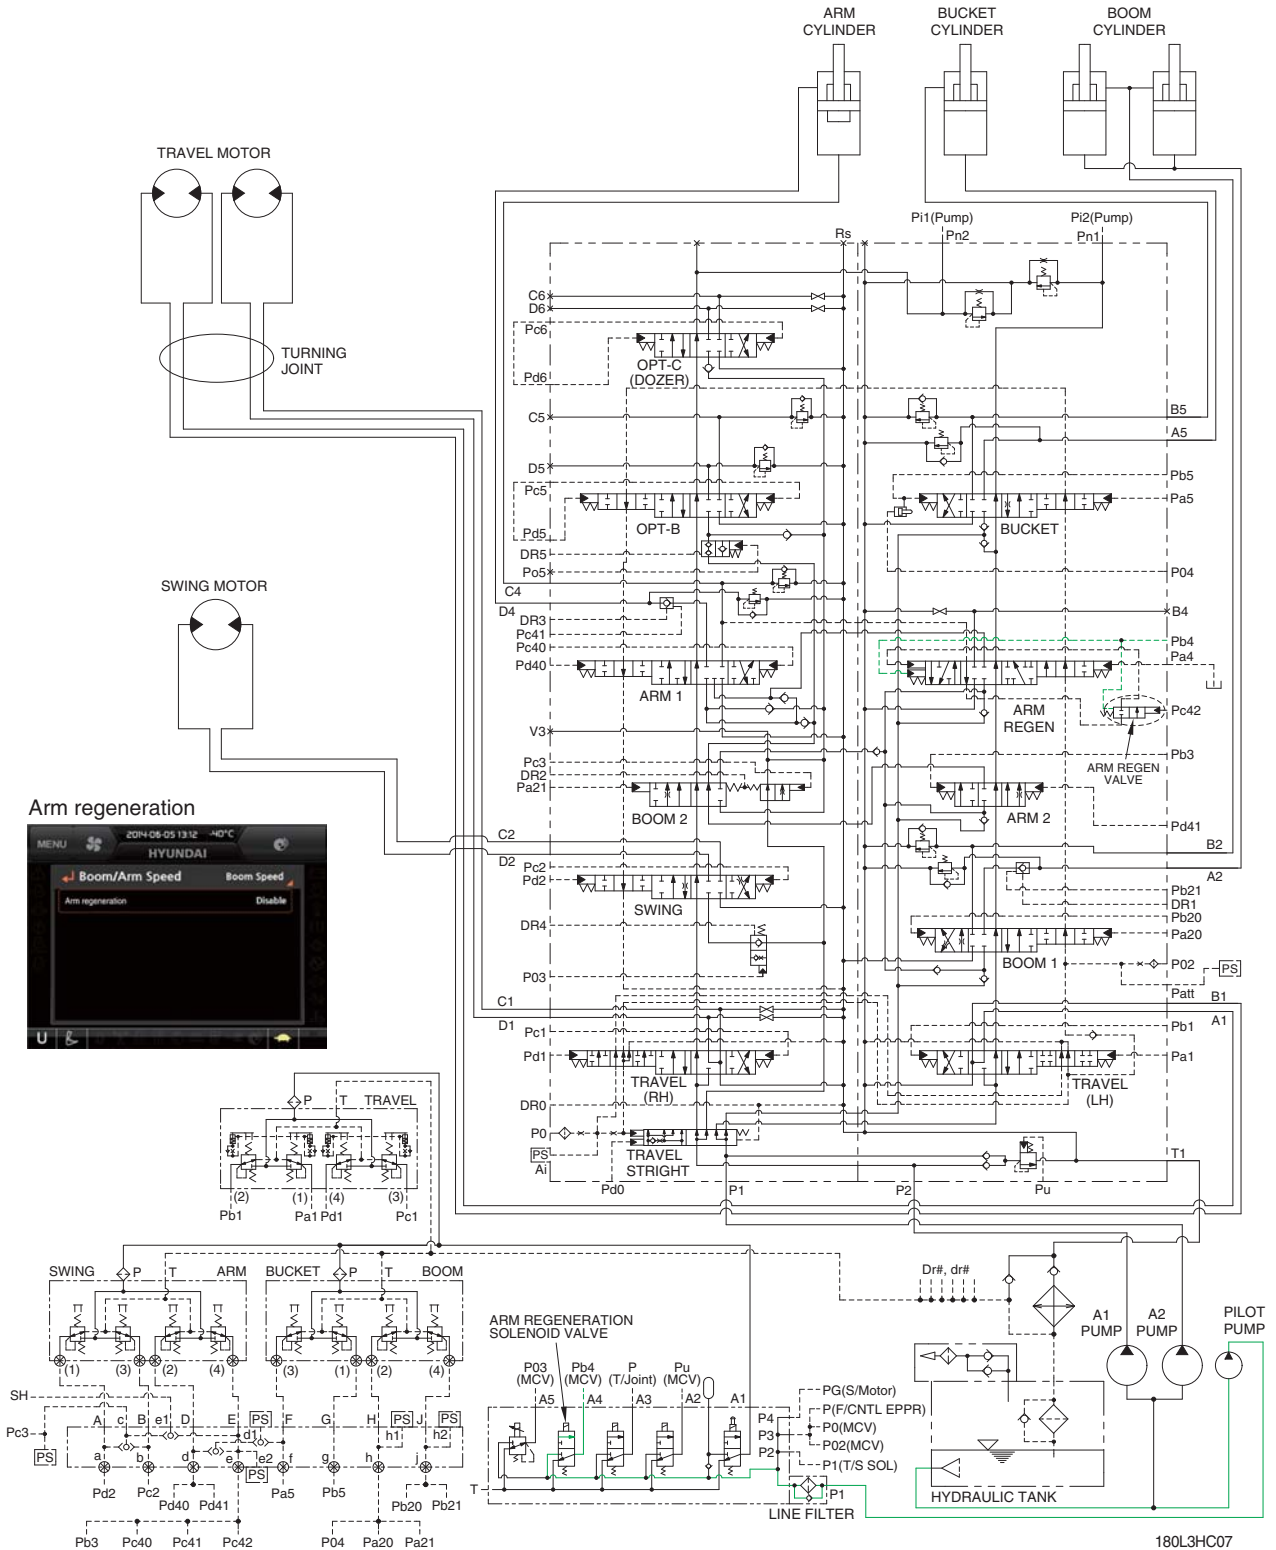 ARM
CYLINDER
BUCKET
CYLINDER
BOOM
CYLINDER
TRAVEL MOTOR
TURNING
JOINT
SWING MOTOR
Rs
Pi1(Pump)
Pn2
Pi2(Pump)
Pn1
C6
D6
Pc6
Pd6
OPT-C
(DOZER)
C5
D5
Pc5
Pd5
OPT-B
DR5
Po5
C4
D4
DR3
Pc41
Pc40
Pd40
ARM 1
V3
Pc3
DR2
Pa21
BOOM 2
C2
D2
Pc2
Pd2
SWING
DR4
P03
C1
D1
Pc1
Pd1
TRAVEL
(RH)
DR0
P0
PS
Ai
TRAVEL
STRIGHT
Pd0
P1
P2
Pu
B5
A5
Pb5
Pa5
BUCKET
P04
B4
Pb4
Pa4
ARM
REGEN
Pc42
ARM REGEN
VALVE
Pb3
ARM 2
Pd41
B2
A2
Pb21
DR1
Pb20
Pa20
BOOM 1
P02
PS
Patt
B1
A1
Pb1
Pa1
TRAVEL
(LH)
T1
Arm regeneration
MENU
2014-06-05 13:12 -40°C
HYUNDAI
Boom/Arm Speed
Boom Speed
Arm regeneration
Disable
U
P
T
TRAVEL
(2)
(1)
(4)
(3)
Pb1
Pa1
Pd1
Pc1
SWING
P
T
ARM
BUCKET
P
T
BOOM
(1)
(3)
(2)
(4)
(3)
(1)
(2)
(4)
SH
Pc3
PS
A
c
B
e1
D
E
PS
F
d1
G
H
PS
h1
J
PS
h2
a
b
d
e
e2
PS
f
g
h
j
Pd2
Pc2
Pd40
Pd41
Pa5
Pb5
Pb20
Pb21
Pb3
Pc40
Pc41
Pc42
P04
Pa20
Pa21
ARM REGENERATION
SOLENOID VALVE
P03
(MCV)
Pb4
(MCV)
P
(T/Joint)
Pu
(MCV)
A5
A4
A3
A2
A1
T
P4
P3
P2
PG(S/Motor)
P(F/CNTL EPPR)
P0(MCV)
P02(MCV)
P1(T/S SOL)
P1
LINE FILTER
Dr#, dr#
A1
PUMP
A2
PUMP
PILOT
PUMP
HYDRAULIC TANK
180L3HC07